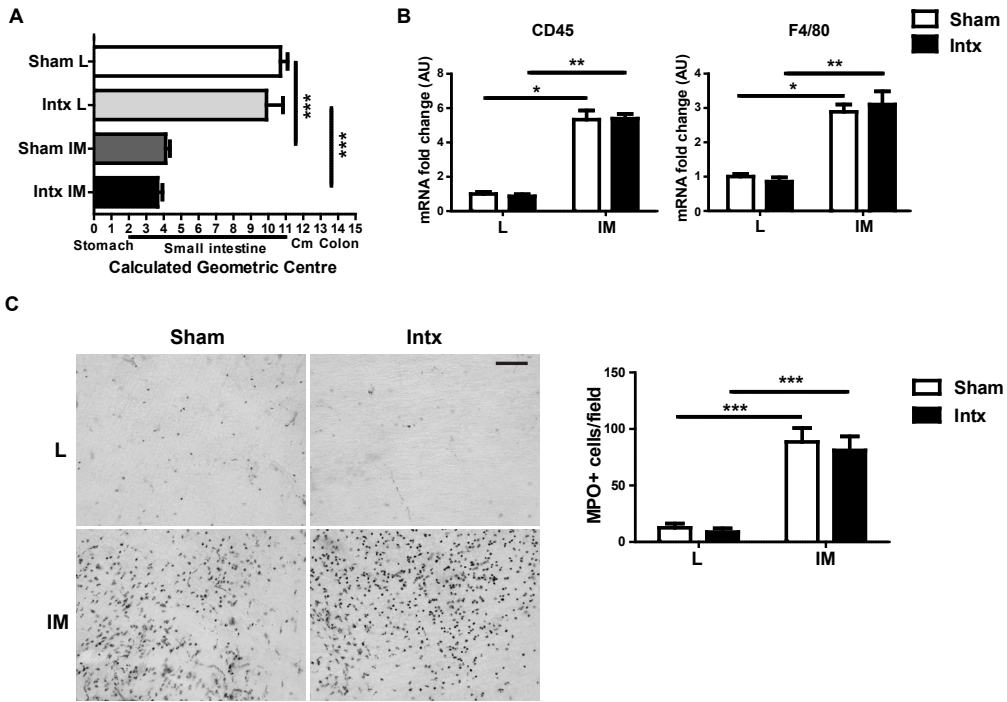 A
Sham L
Intx L
Sham IM
Intx IM
***
***
0 1 2 3 4 5 6 7 8 9 10 11 12 13 14 15
Stomach Small intestine Cm Colon
Calculated Geometric Centre
B
CD45
mRNA fold change (AU)
8
6
4
2
0
*
**
L IM
F4/80
mRNA fold change (AU)
4
3
2
1
0
*
**
L IM
Sham
Intx
C
Sham Intx
L
IM
MPO+ cells/field
150
100
50
0
***
***
L IM
Sham
Intx